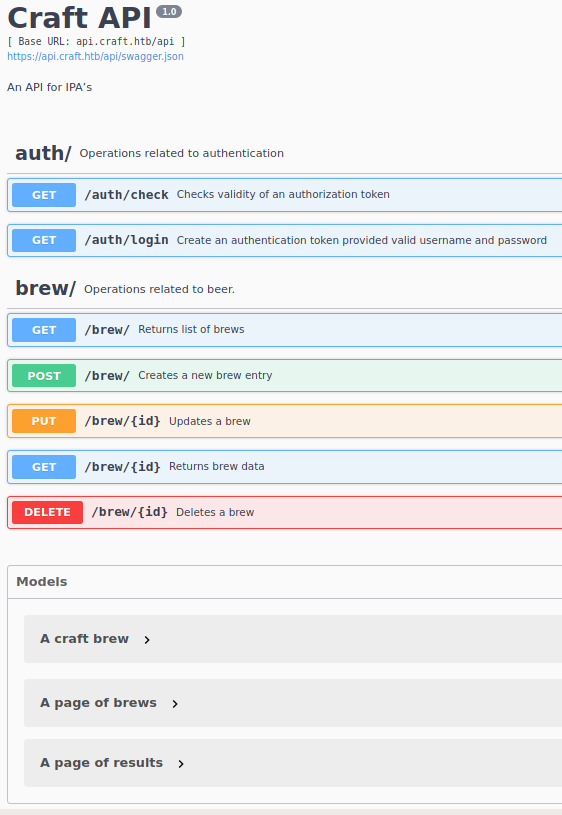 Craft API 1.0
[ Base URL: api.craft.htb/api ]
https://api.craft.htb/api/swagger.json
An API for IPA's
auth/ Operations related to authentication
GET /auth/check Checks validity of an authorization token
GET /auth/login Create an authentication token provided valid username and password
brew/ Operations related to beer.
GET /brew/ Returns list of brews
POST /brew/ Creates a new brew entry
PUT /brew/{id} Updates a brew
GET /brew/{id} Returns brew data
DELETE /brew/{id} Deletes a brew
Models
A craft brew
A page of brews
A page of results